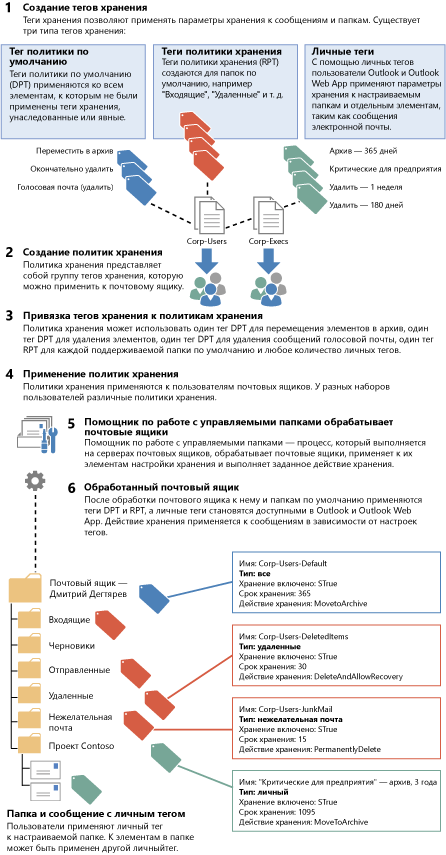 1 Создание тегов хранения
Теги хранения позволяют применять параметры хранения к сообщениям и папкам. Существует
три типа тегов хранения:
Тег политики по
умолчанию
Теги политики по умолчанию
(DPT) применяются ко всем
элементам, к которым не были
применены теги хранения,
унаследованные или явные.
Теги политики хранения
Теги политики хранения (RPT)
создаются для папок по
умолчанию, например
"Входящие", "Удаленные" и т. д.
Личные теги
С помощью личных тегов
пользователи Outlook и Outlook
Web App применяют параметры
хранения к настраиваемым
папкам и отдельным элементам,
таким как сообщения
электронной почты.
Переместить в архив
Окончательно удалить
Голосовая почта (удалить)
Архив — 365 дней
Критические для предприятия
Удалить — 1 неделя
Удалить — 180 дней
Corp-Users
Corp-Execs
2 Создание политик хранения
Политика хранения представляет
собой группу тегов хранения, которую
можно применить к почтовому ящику.
3 Привязка тегов хранения к политикам хранения
Политика хранения может использовать один тег DPT для перемещения элементов в архив, один
тег DPT для удаления элементов, один тег DPT для удаления сообщений голосовой почты, один тег
RPT для каждой поддерживаемой папки по умолчанию и любое количество личных тегов.
4 Применение политик хранения
Политики хранения применяются к пользователям почтовых ящиков. У разных наборов
пользователей различные политики хранения.
5 Помощник по работе с управляемыми папками обрабатывает
почтовые ящики
Помощник по работе с управляемыми папками — процесс, который выполняется
на серверах почтовых ящиков, обрабатывает почтовые ящики, применяет к их
элементам настройки хранения и выполняет заданное действие хранения.
6 Обработанный почтовый ящик
После обработки почтового ящика к нему и папкам по умолчанию применяются
теги DPT и RPT, а личные теги становятся доступными в Outlook и Outlook Web
App. Действие хранения применяется к сообщениям в зависимости от настроек
тегов.
Почтовый ящик —
Дмитрий Дегтярев
Входящие
Черновики
Отправленные
Удаленные
Нежелательная
почта
Проект Contoso
Имя: Corp-Users-Default
Тип: все
Хранение включено: STrue
Срок хранения: 365
Действие хранения: MovetoArchive
Имя: Corp-Users-DeletedItems
Тип: удаленные
Хранение включено: STrue
Срок хранения: 30
Действие хранения: DeleteAndAllowRecovery
Имя: Corp-Users-JunkMail
Тип: нежелательная почта
Хранение включено: STrue
Срок хранения: 15
Действие хранения: PermanentlyDelete
Имя: "Критические для предприятия" — архив, 3 года
Тип: личный
Хранение включено: STrue
Срок хранения: 1095
Действие хранения: MoveToArchive
Папка и сообщение с личным тегом
Пользователи применяют личный тег
к настраиваемой папке. К элементам в папке
может быть применен другой личныйтег.